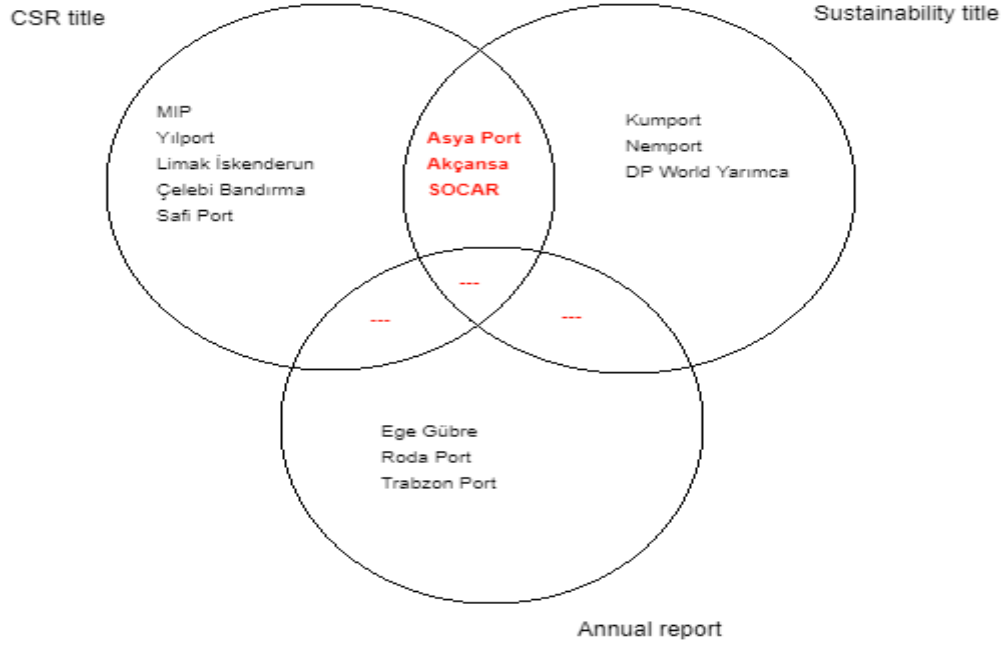 CSR title
Sustainability title
MIP
Yılport
Limak İskenderun
Çelebi Bandırma
Safi Port
Asya Port
Akçansa
SOCAR
Kumport
Nemport
DP World Yarımca
---
---
---
Ege Gübre
Roda Port
Trabzon Port
Annual report